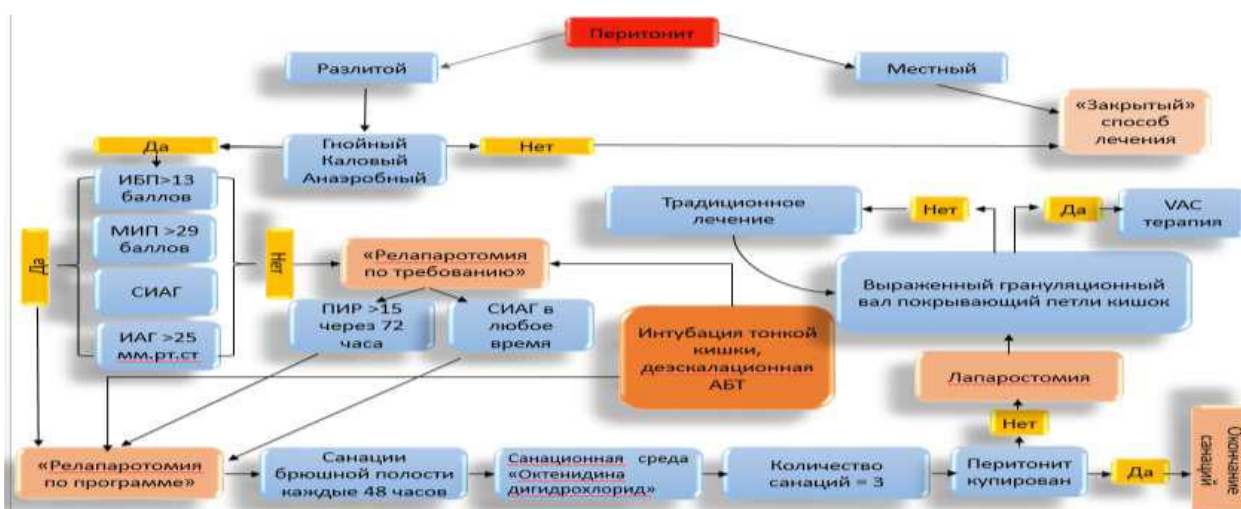 Перитонит
Разлитой
Местный
«Закрытый»
способ
лечения
Да
Гнойный
Каловый
Анаэробный
Нет
ИБП>13
баллов
МИП >29
баллов
СИАГ
ИАГ >25
мм.рт.ст
Да
Нет
«Релапаротомия
по требованию»
ПИР >15
через 72
часа
СИАГ в
любое
время
Традиционное
лечение
Нет
Да
VAC
терапия
Выраженный грануляционный
вал покрывающий петли кишок
Интубация тонкой
кишки,
деэскалационная
АБТ
Лапаростомия
Нет
«Релапаротомия
по программе»
Санации
брюшной полости
каждые 48 часов
Санационная среда
«Октенидина
дигидрохлорид»
Количество
санаций = 3
Перитонит
купирован
Да
Окончание
санаций